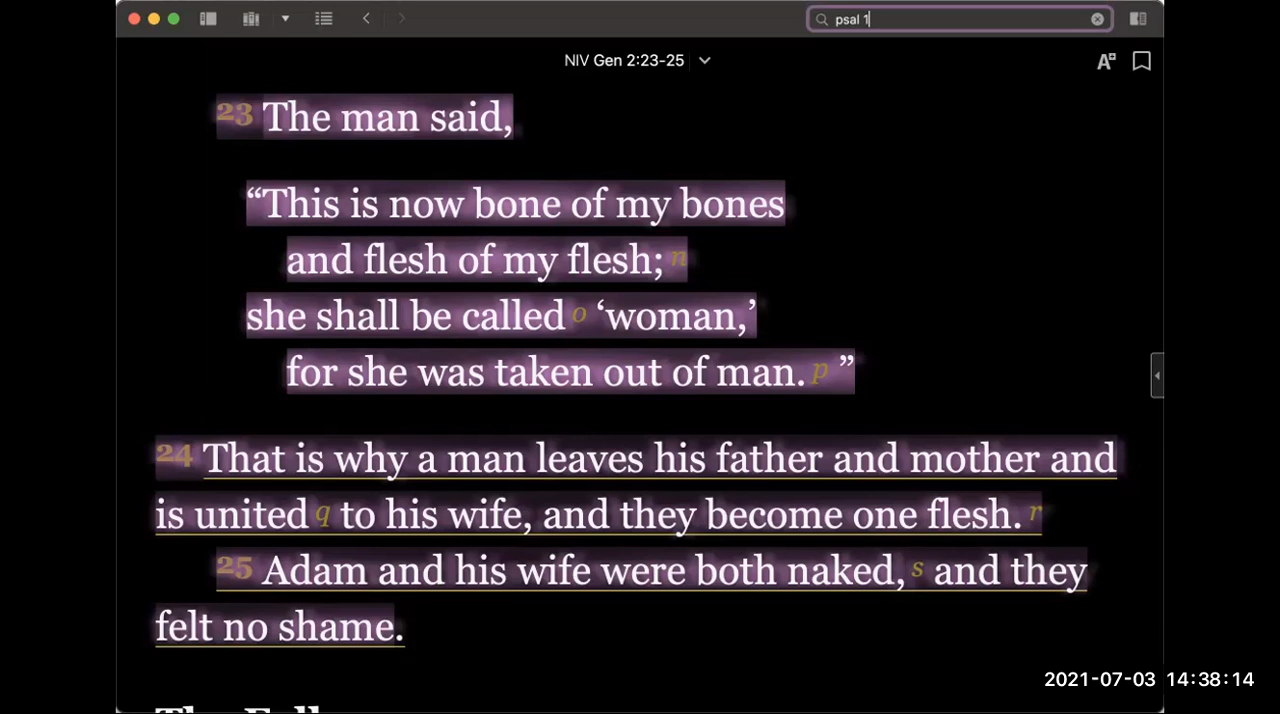 psal 1
NIV Gen 2:23-25
23 The man said,
“This is now bone of my bones
and flesh of my flesh; n
she shall be called o ‘woman,’
for she was taken out of man. p ”
24 That is why a man leaves his father and mother and
is united q to his wife, and they become one flesh. r
25 Adam and his wife were both naked, s and they
felt no shame.
2021-07-03 14:38:14